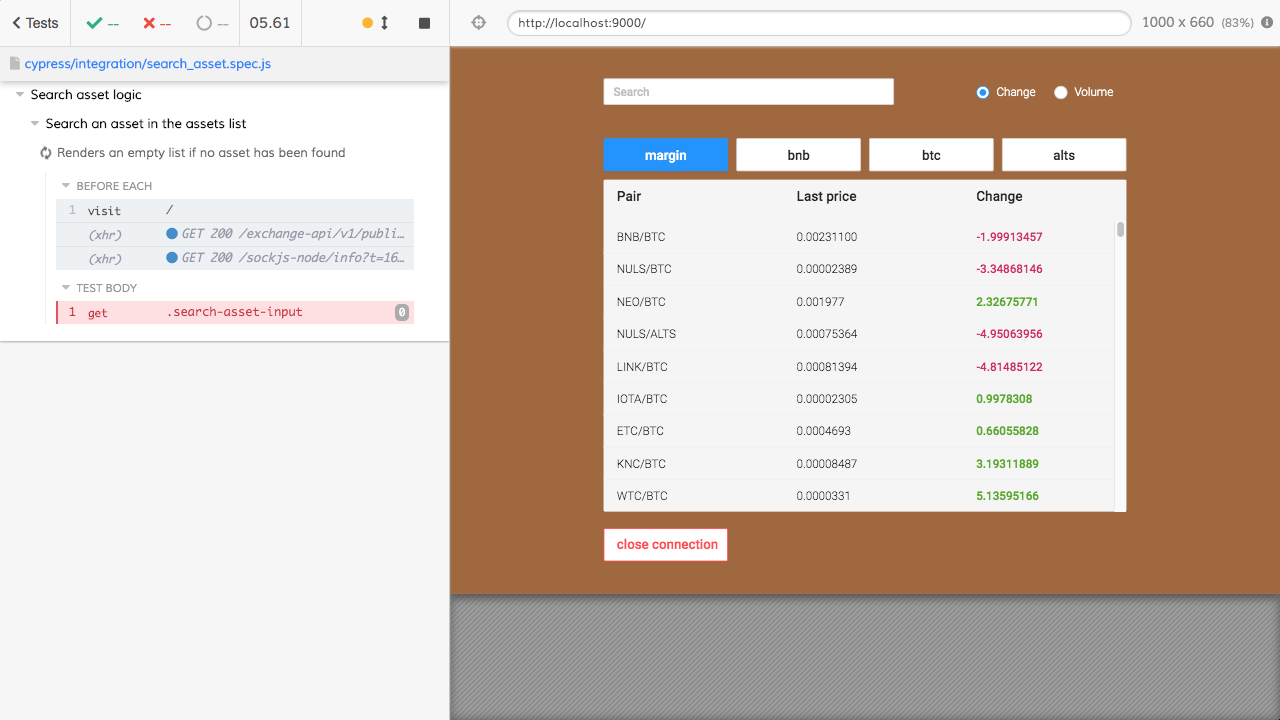 Tests -- -- -- 05.61
cypress/integration/search_asset.spec.js
Search asset logic
Search an asset in the assets list
Renders an empty list if no asset has been found
BEFORE EACH
1 visit /
(xhr) GET 200 /exchange-api/v1/publi…
(xhr) GET 200 /sockjs-node/info?t=16…
TEST BODY
1 get .search-asset-input 0
http://localhost:9000/ 1000 x 660 (83%)
Search Change Volume
margin bnb btc alts
Pair Last price Change
BNB/BTC 0.00231100 -1.99913457
NULS/BTC 0.00002389 -3.34868146
NEO/BTC 0.001977 2.32675771
NULS/ALTS 0.00075364 -4.95063956
LINK/BTC 0.00081394 -4.81485122
IOTA/BTC 0.00002305 0.9978308
ETC/BTC 0.0004693 0.66055828
KNC/BTC 0.00008487 3.19311889
WTC/BTC 0.0000331 5.13595166
close connection